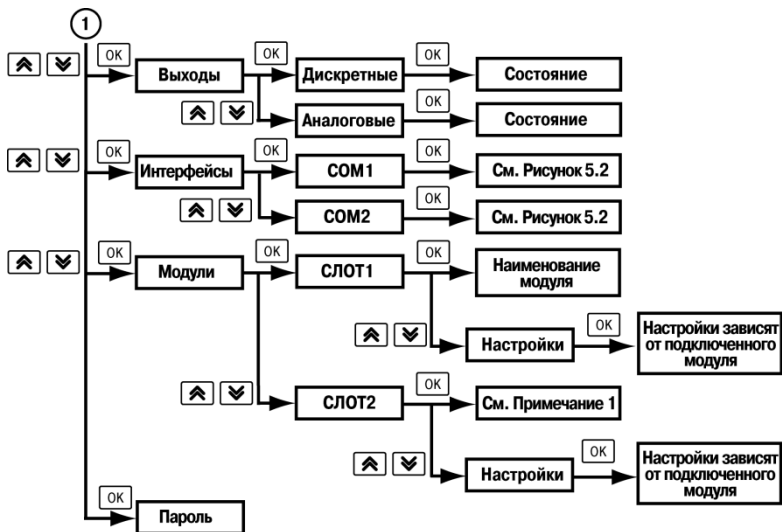 1
OK
Выходы
OK
Дискретные
OK
Состояние
Аналоговые
OK
Состояние
OK
Интерфейсы
OK
COM1
OK
См. Рисунок 5.2
COM2
OK
См. Рисунок 5.2
OK
Модули
OK
СЛОТ1
OK
Наименование
модуля
Настройки
OK
Настройки зависят
от подключенного
модуля
СЛОТ2
OK
См. Примечание 1
Настройки
OK
Настройки зависят
от подключенного
модуля
OK
Пароль